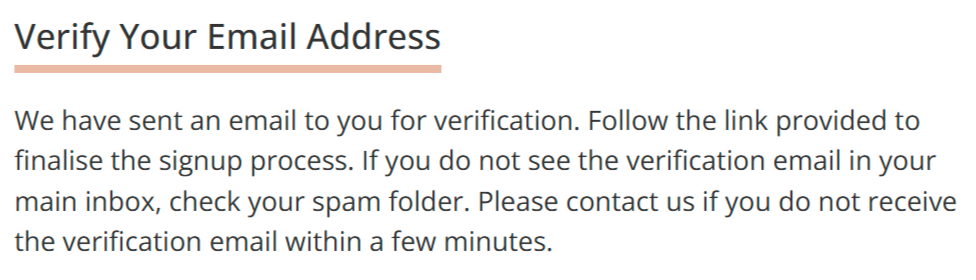 Verify Your Email Address
We have sent an email to you for verification. Follow the link provided to
finalise the signup process. If you do not see the verification email in your
main inbox, check your spam folder. Please contact us if you do not receive
the verification email within a few minutes.